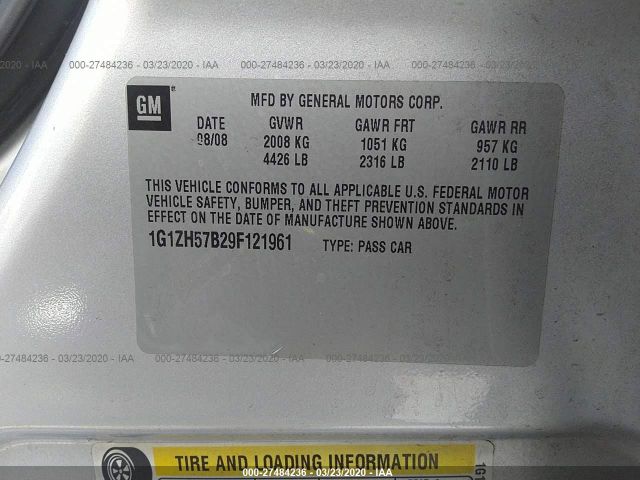 000-27484236 - 03/23/2020 - IAA
GM
MFD BY GENERAL MOTORS CORP.
DATE GVWR GAWR FRT GAWR RR
08/08 2008 KG 1051 KG 957 KG
4426 LB 2316 LB 2110 LB
THIS VEHICLE CONFORMS TO ALL APPLICABLE U.S. FEDERAL MOTOR
VEHICLE SAFETY, BUMPER, AND THEFT PREVENTION STANDARDS IN
EFFECT ON THE DATE OF MANUFACTURE SHOWN ABOVE.
1G1ZH57B29F121961 TYPE: PASS CAR
000-27484236 - 03/23/2020 - IAA
TIRE AND LOADING INFORMATION
000-27484236 - 03/23/2020 - IAA